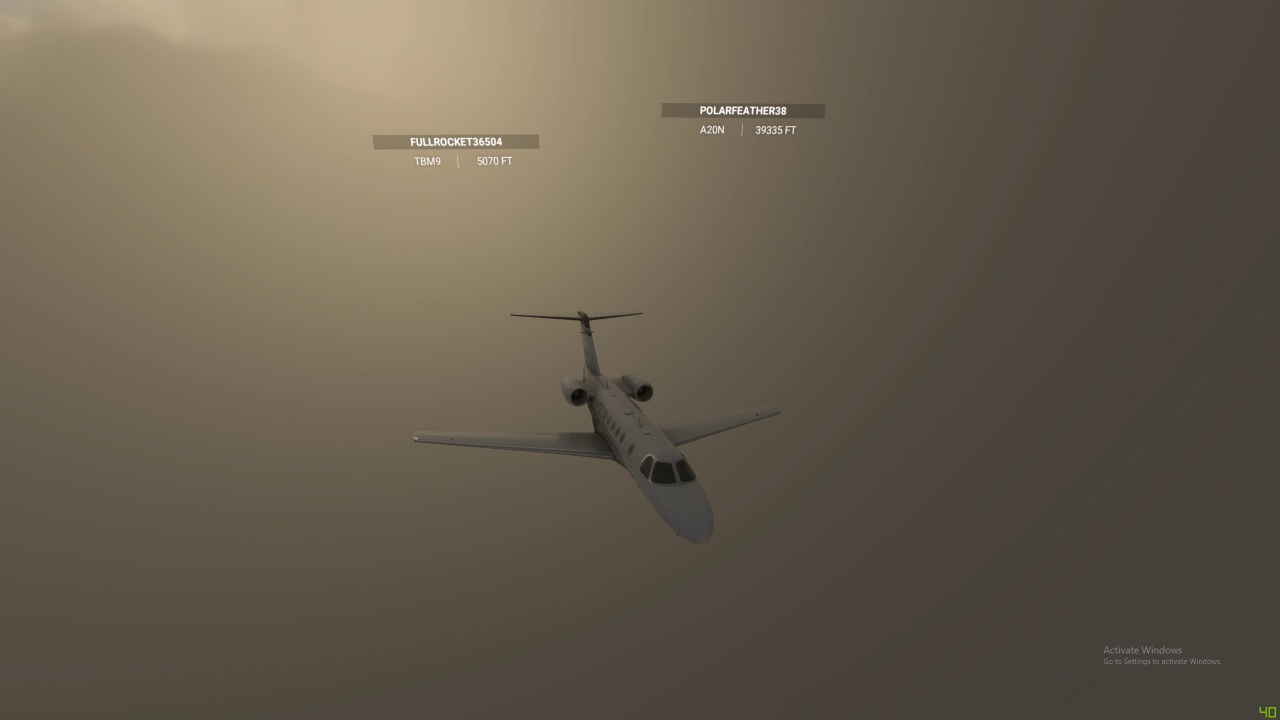 POLARFEATHER38
A20N | 39335 FT
FULLROCKET36504
TBM9 | 5070 FT
Activate Windows
Go to Settings to activate Windows.
40